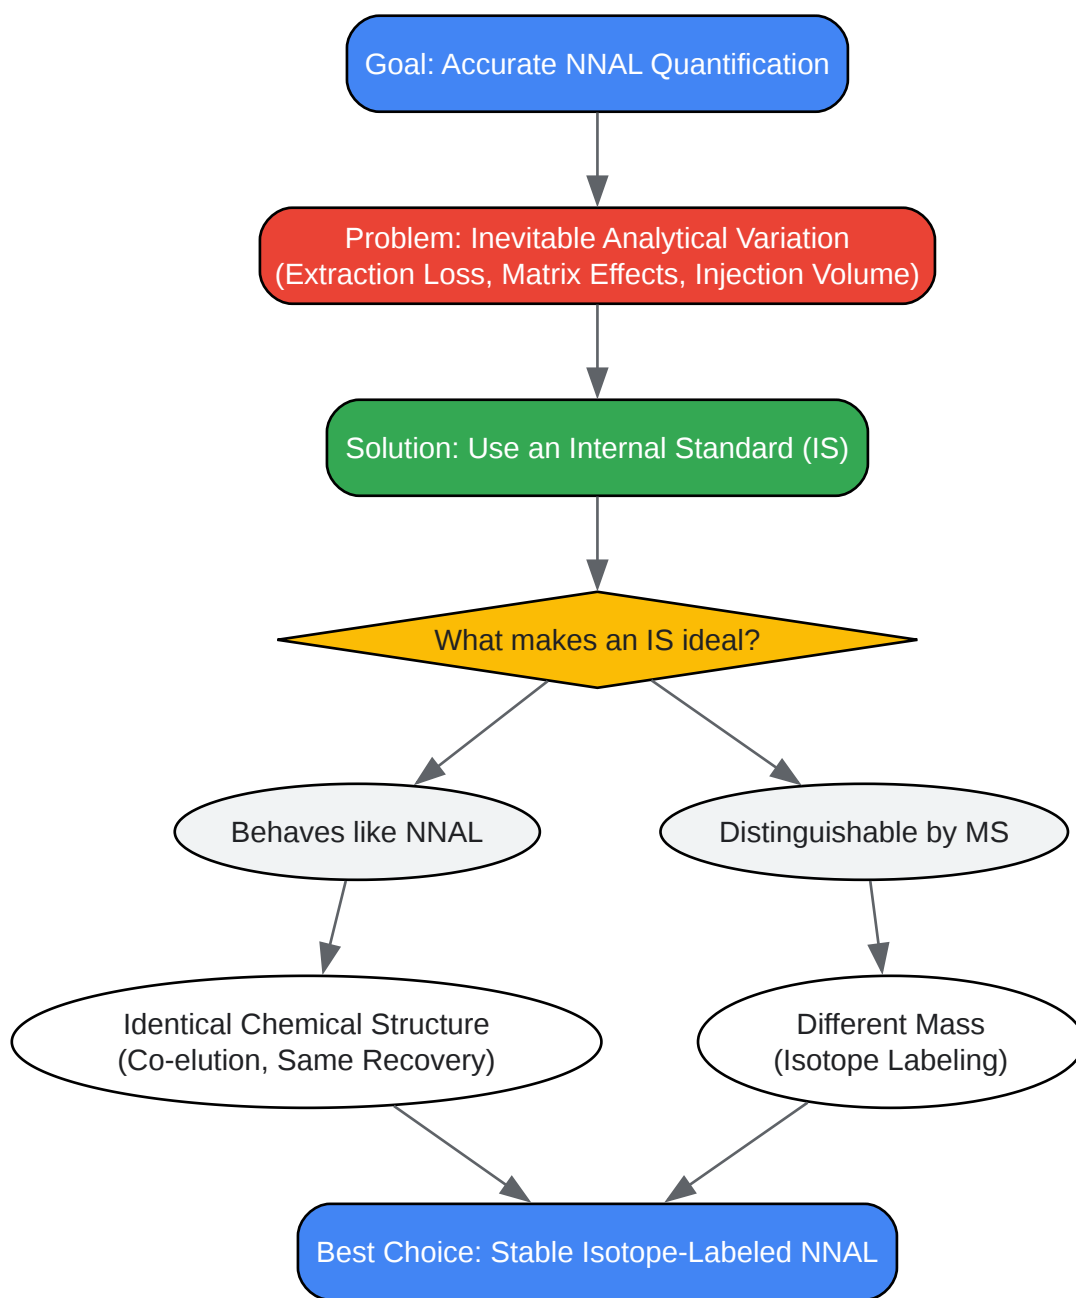 Goal: Accurate NNAL Quantification
Problem: Inevitable Analytical Variation
(Extraction Loss, Matrix Effects, Injection Volume)
Solution: Use an Internal Standard (IS)
What makes an IS ideal?
Behaves like NNAL
Distinguishable by MS
Identical Chemical Structure
(Co-elution, Same Recovery)
Different Mass
(Isotope Labeling)
Best Choice: Stable Isotope-Labeled NNAL